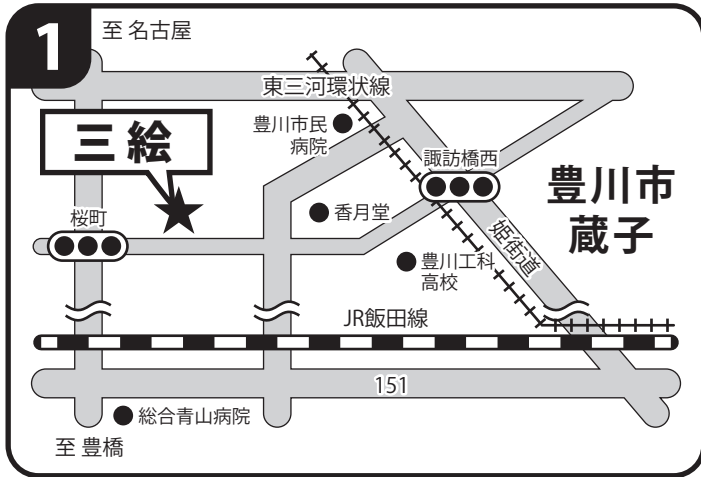 1
至 名古屋
東三河環状線
三絵
豊川市民
病院
諏訪橋西
豊川市
蔵子
桜町
香月堂
姫街道
豊川工科
高校
JR飯田線
151
総合青山病院
至 豊橋